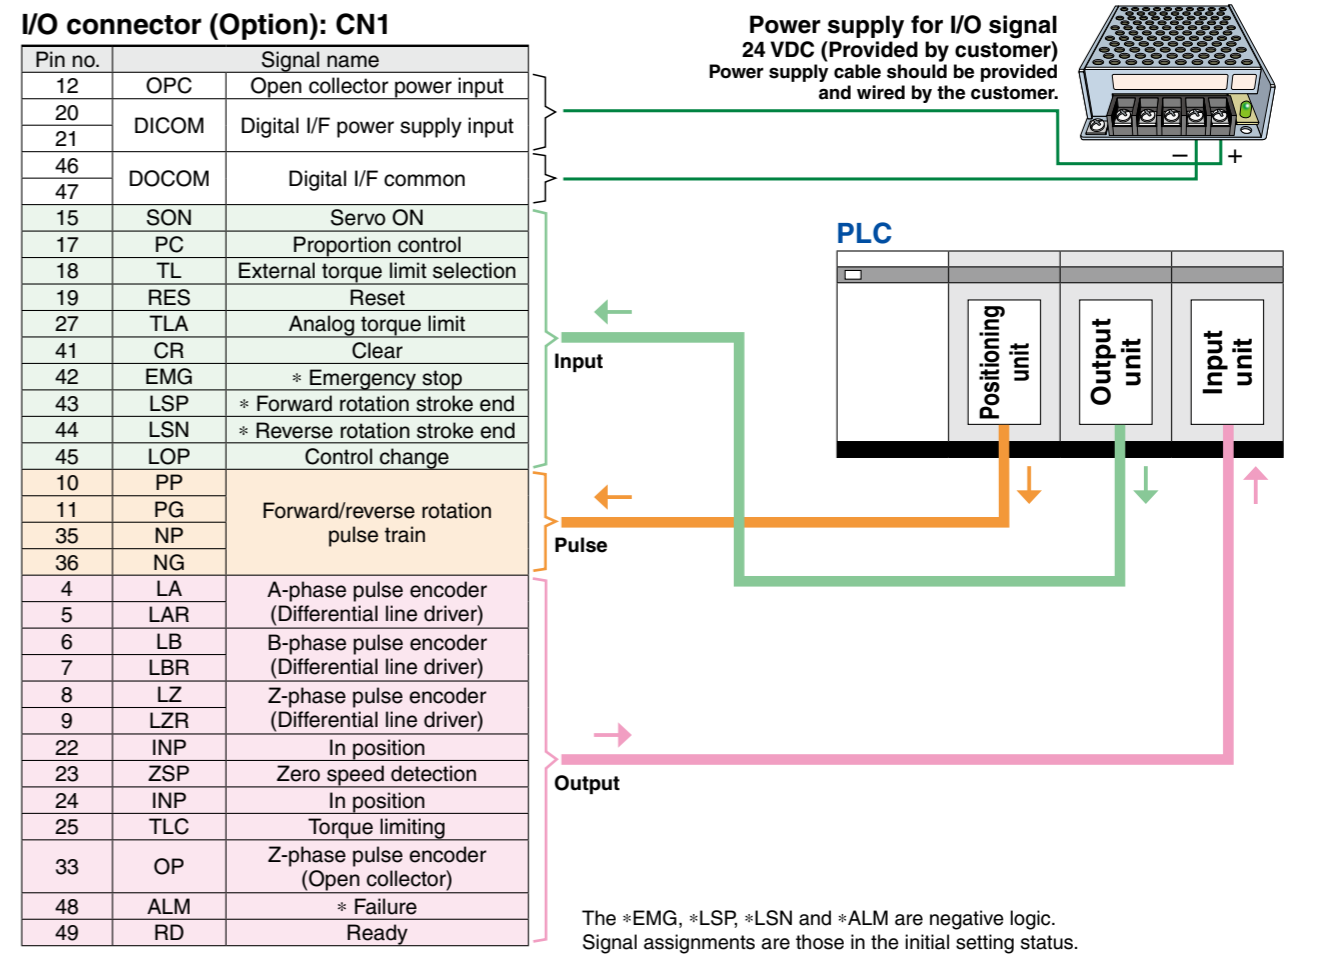 I/O connector (Option): CN1
Pin no. Signal name
12 OPC Open collector power input
20
21
DICOM Digital I/F power supply input
46
47
DOCOM Digital I/F common
15 SON Servo ON
17 PC Proportion control
18 TL External torque limit selection
19 RES Reset
27 TLA Analog torque limit
41 CR Clear
42 EMG * Emergency stop
43 LSP * Forward rotation stroke end
44 LSN * Reverse rotation stroke end
45 LOP Control change
10 PP
11 PG
35 NP
36 NG
Forward/reverse rotation
pulse train
4 LA
5 LAR
A-phase pulse encoder
(Differential line driver)
6 LB
7 LBR
B-phase pulse encoder
(Differential line driver)
8 LZ
9 LZR
Z-phase pulse encoder
(Differential line driver)
22 INP In position
23 ZSP Zero speed detection
24 INP In position
25 TLC Torque limiting
33 OP
Z-phase pulse encoder
(Open collector)
48 ALM * Failure
49 RD Ready
Power supply for I/O signal
24 VDC (Provided by customer)
Power supply cable should be provided
and wired by the customer.
− +
PLC
Positioning
unit
Output
unit
Input
unit
Input
Pulse
Output
The *EMG, *LSP, *LSN and *ALM are negative logic.
Signal assignments are those in the initial setting status.